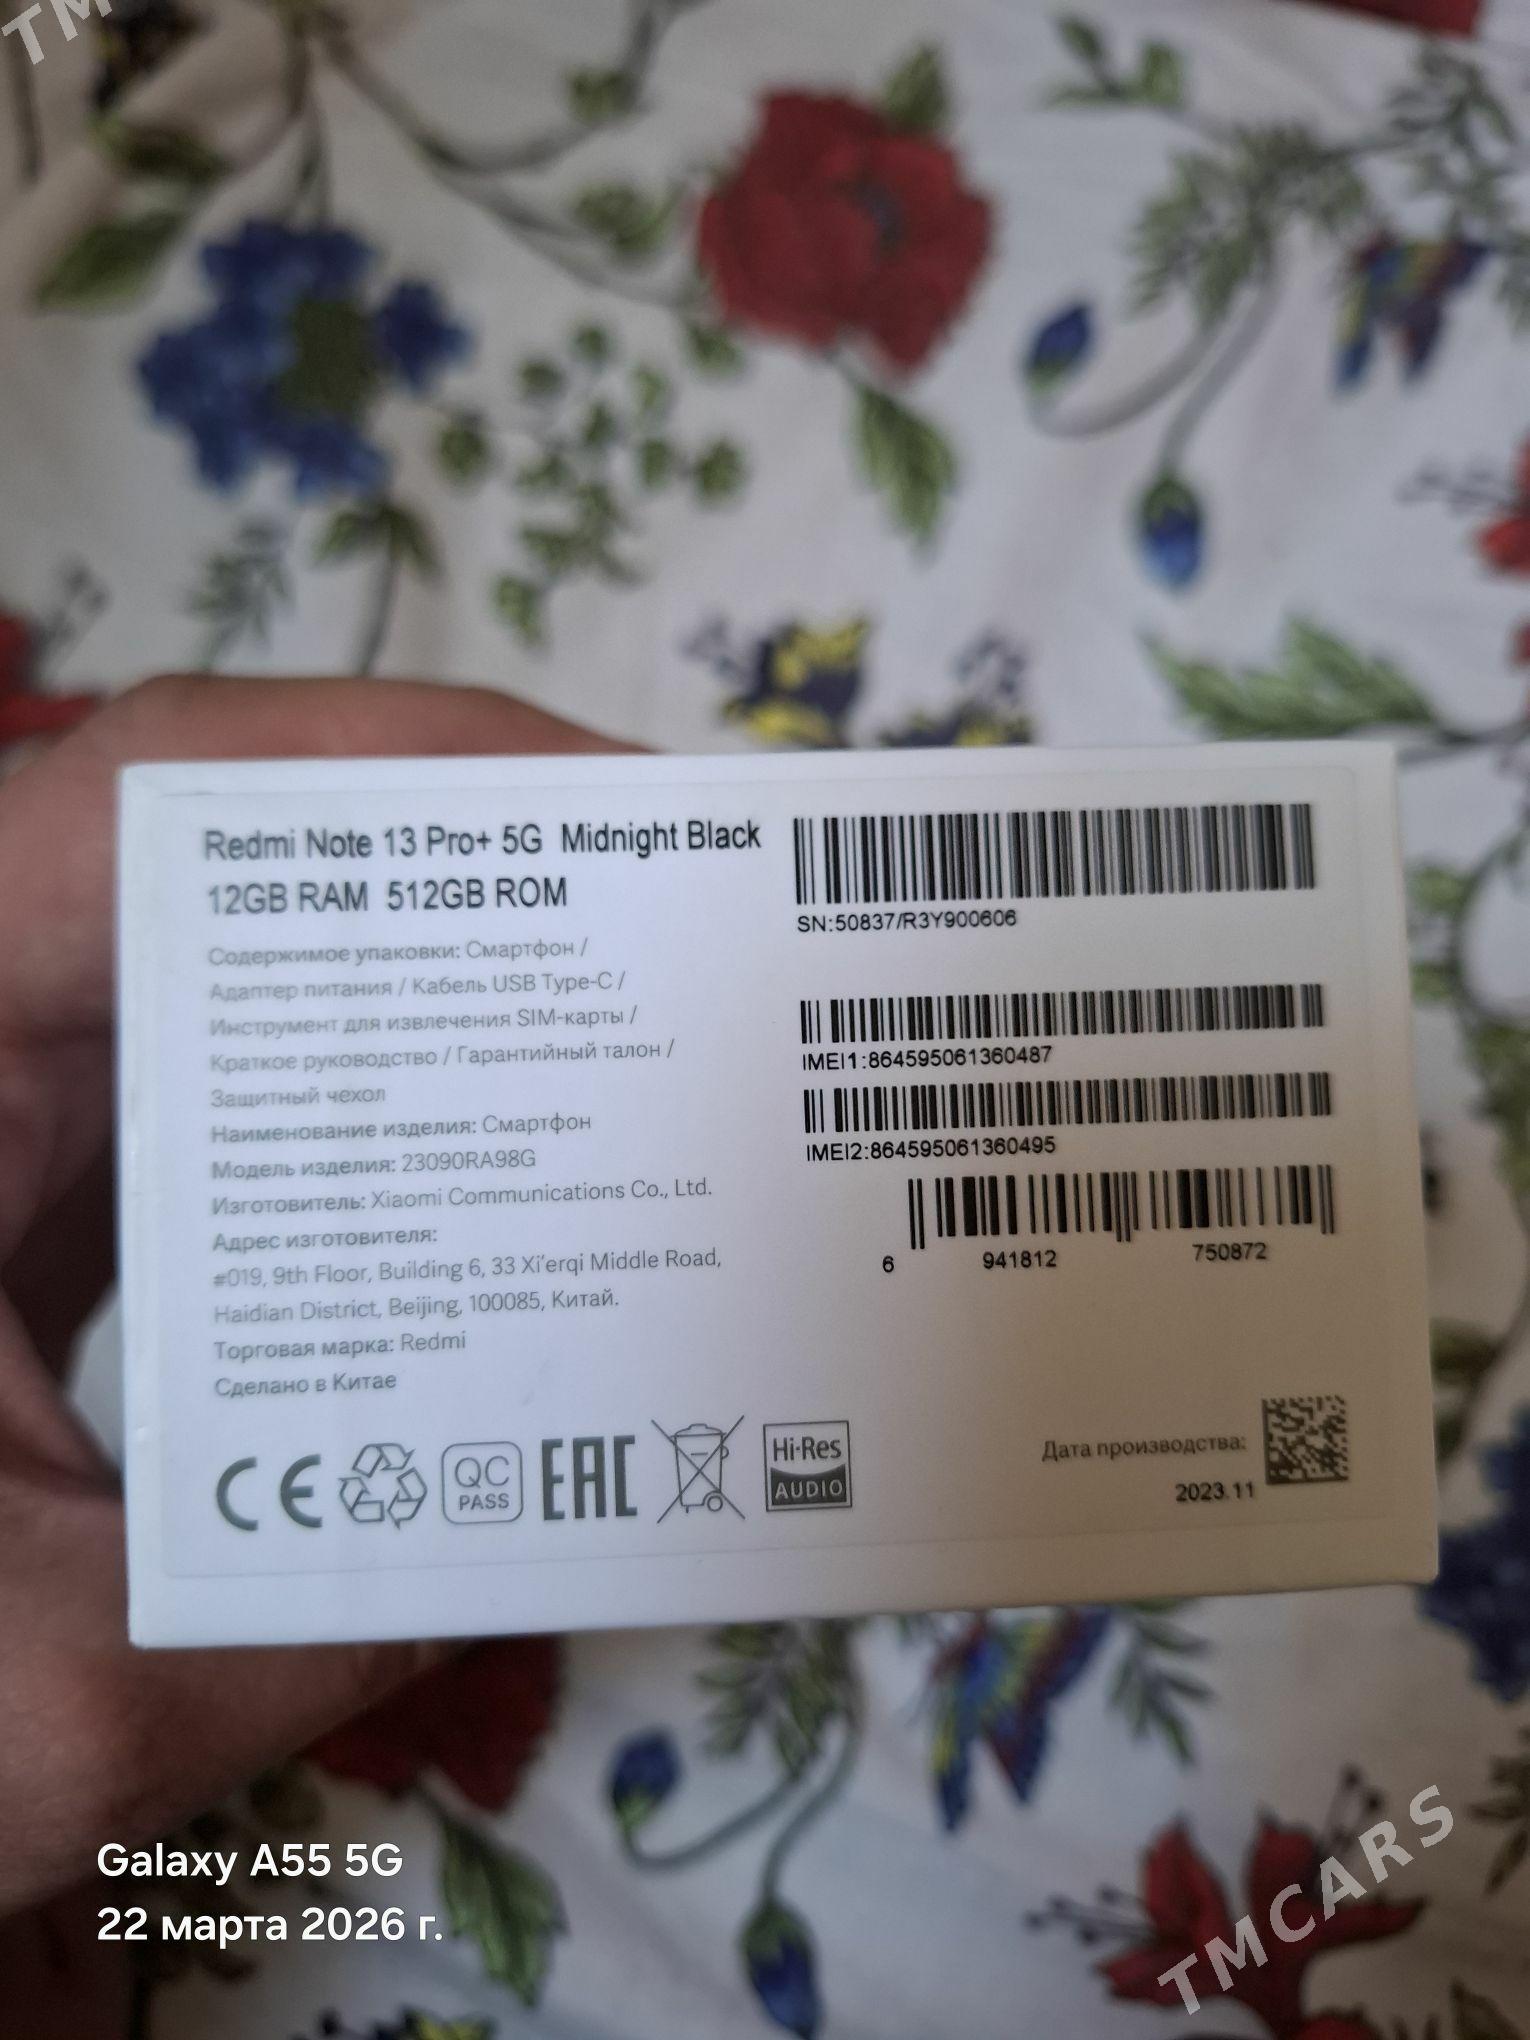 TM
Redmi Note 13 Pro+ 5G Midnight Black
12GB RAM 512GB ROM
Содержимое упаковки: Смартфон /
Адаптер питания / Кабель USB Type-C /
Инструмент для извлечения SIM-карты /
Краткое руководство / Гарантийный талон /
Защитный чехол
Наименование изделия: Смартфон
Модель изделия: 23090RA98G
Изготовитель: Xiaomi Communications Co., Ltd.
Адрес изготовителя:
#019, 9th Floor, Building 6, 33 Xi'erqi Middle Road,
Haidian District, Beijing, 100085, Китай.
Торговая марка: Redmi
Сделано в Китае
CE
QC
PASS
EAC
Hi-Res
AUDIO
SN:50837/R3Y900606
IMEI1:864595061360487
IMEI2:864595061360495
6 941812 750872
Дата производства:
2023.11
Galaxy A55 5G
22 марта 2026 г.
TMCARS